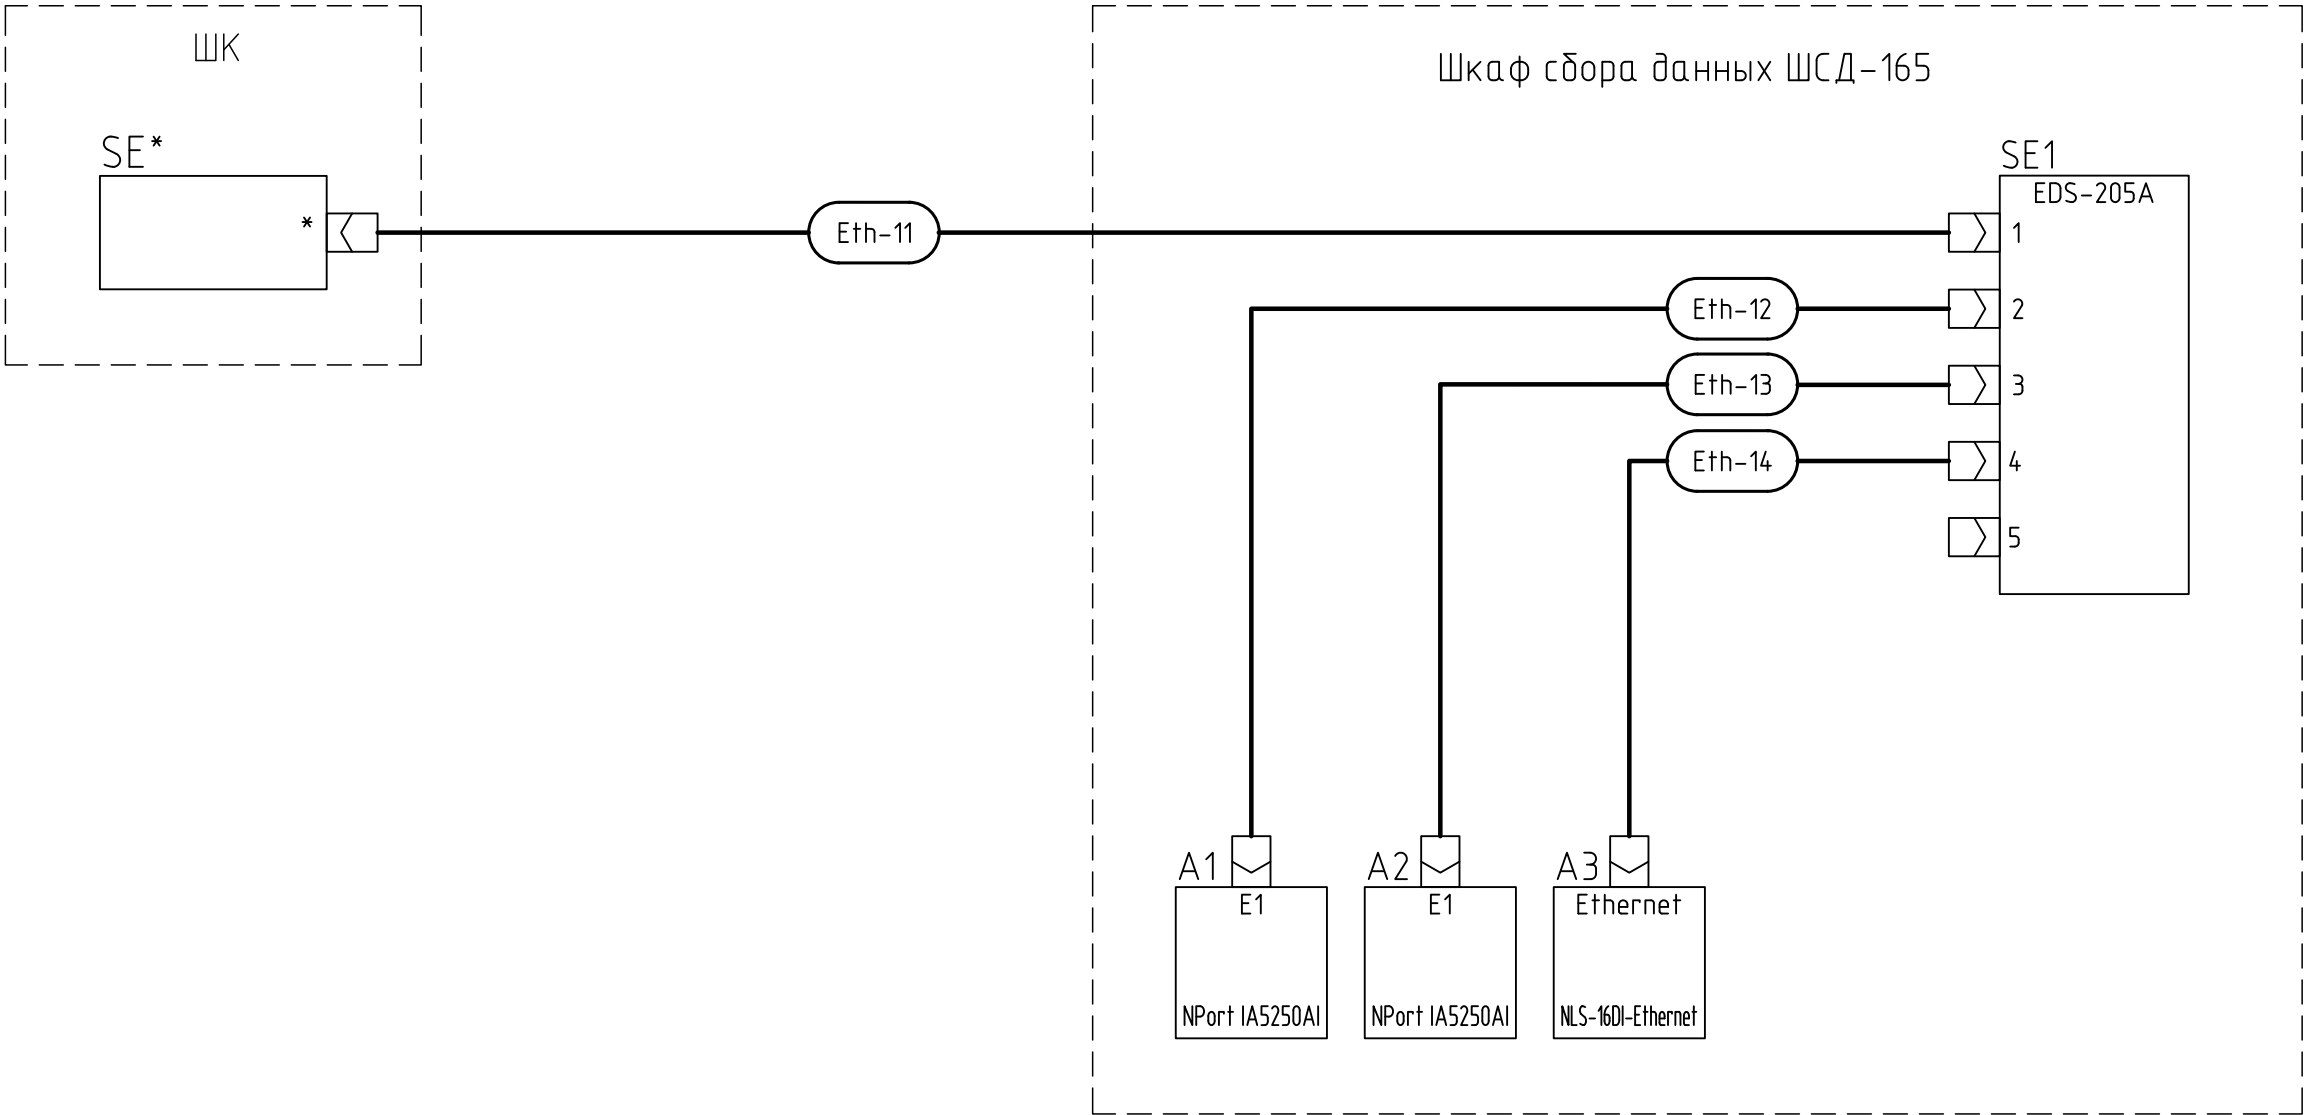 ШК
Шкаф сбора данных ШСД-165
SE*
*
Eth-11
SE1
EDS-205A
1
Eth-12
2
Eth-13
3
Eth-14
4
5
A1
E1
NPort IA5250AI
A2
E1
NPort IA5250AI
A3
Ethernet
NLS-16DI-Ethernet